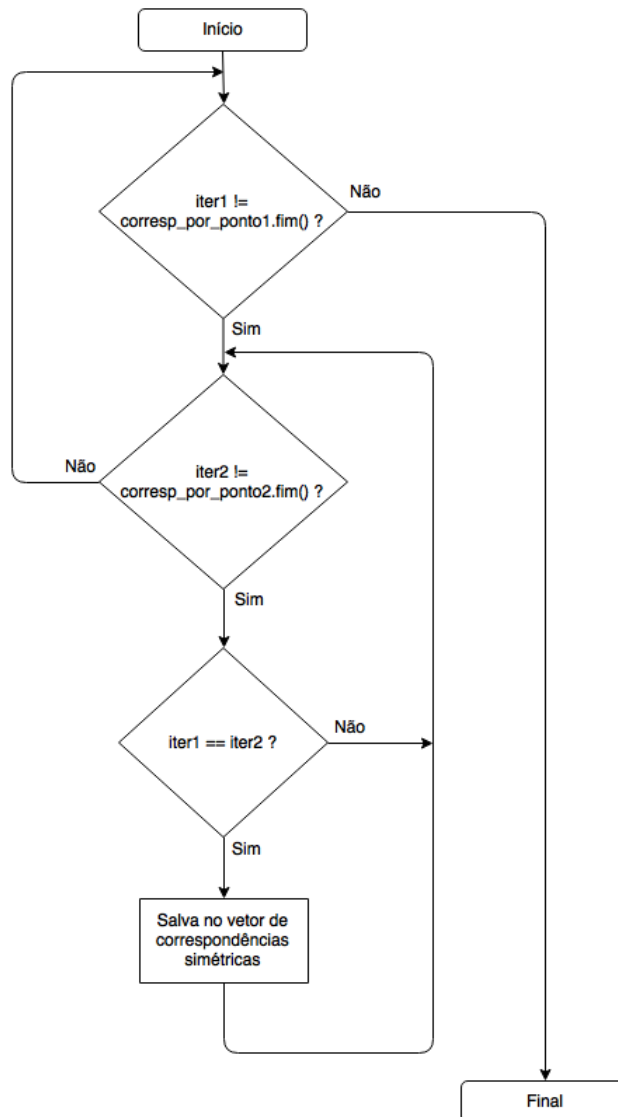 Início
iter1 !=
corresp_por_ponto1.fim() ?
Não
Sim
iter2 !=
corresp_por_ponto2.fim() ?
Não
Sim
iter1 == iter2 ?
Não
Sim
Salva no vetor de
correspondências
simétricas
Final